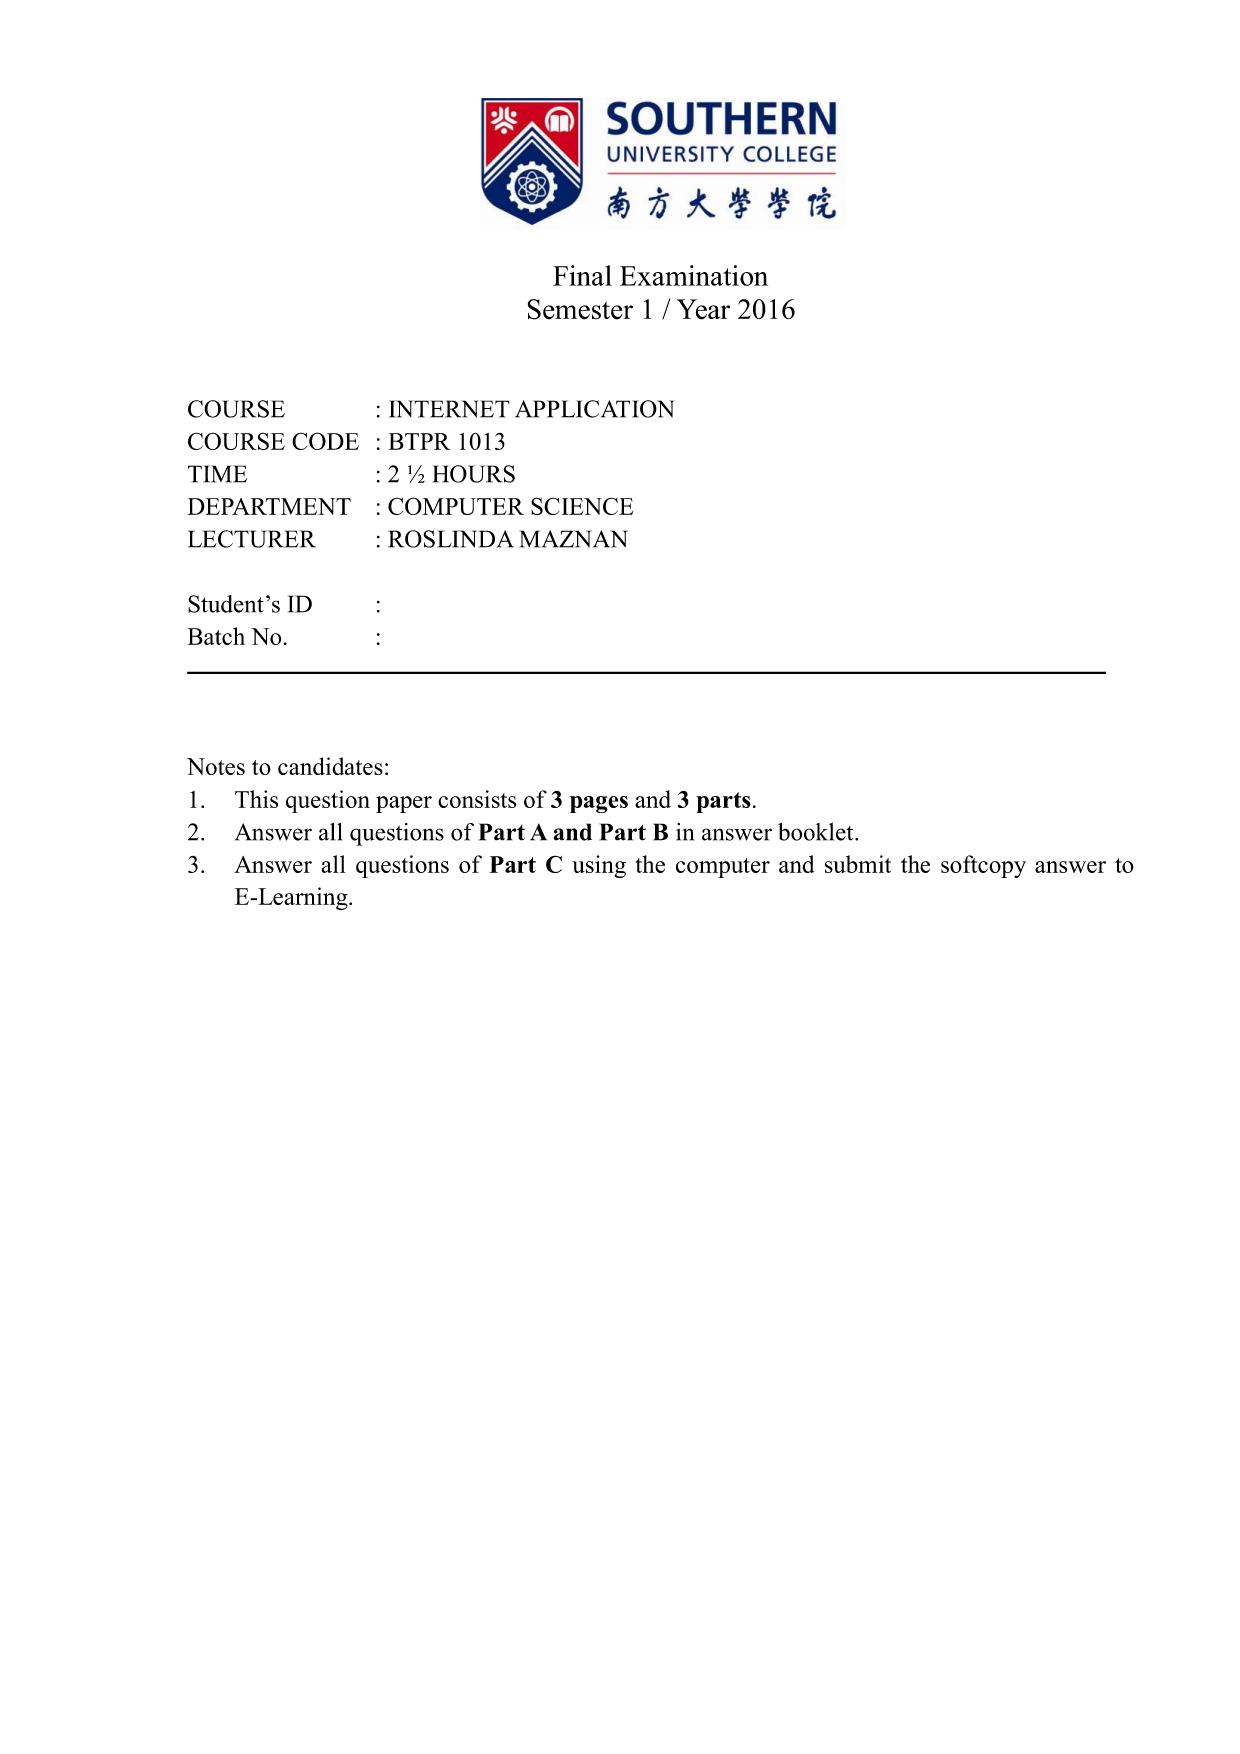 SOUTHERN
UNIVERSITY COLLEGE
南方大學學院
Final Examination
Semester 1 / Year 2016
COURSE : INTERNET APPLICATION
COURSE CODE : BTPR 1013
TIME : 2 ½ HOURS
DEPARTMENT : COMPUTER SCIENCE
LECTURER : ROSLINDA MAZNAN
Student’s ID :
Batch No. :
Notes to candidates:
1. This question paper consists of 3 pages and 3 parts.
2. Answer all questions of Part A and Part B in answer booklet.
3. Answer all questions of Part C using the computer and submit the softcopy answer to
E-Learning.